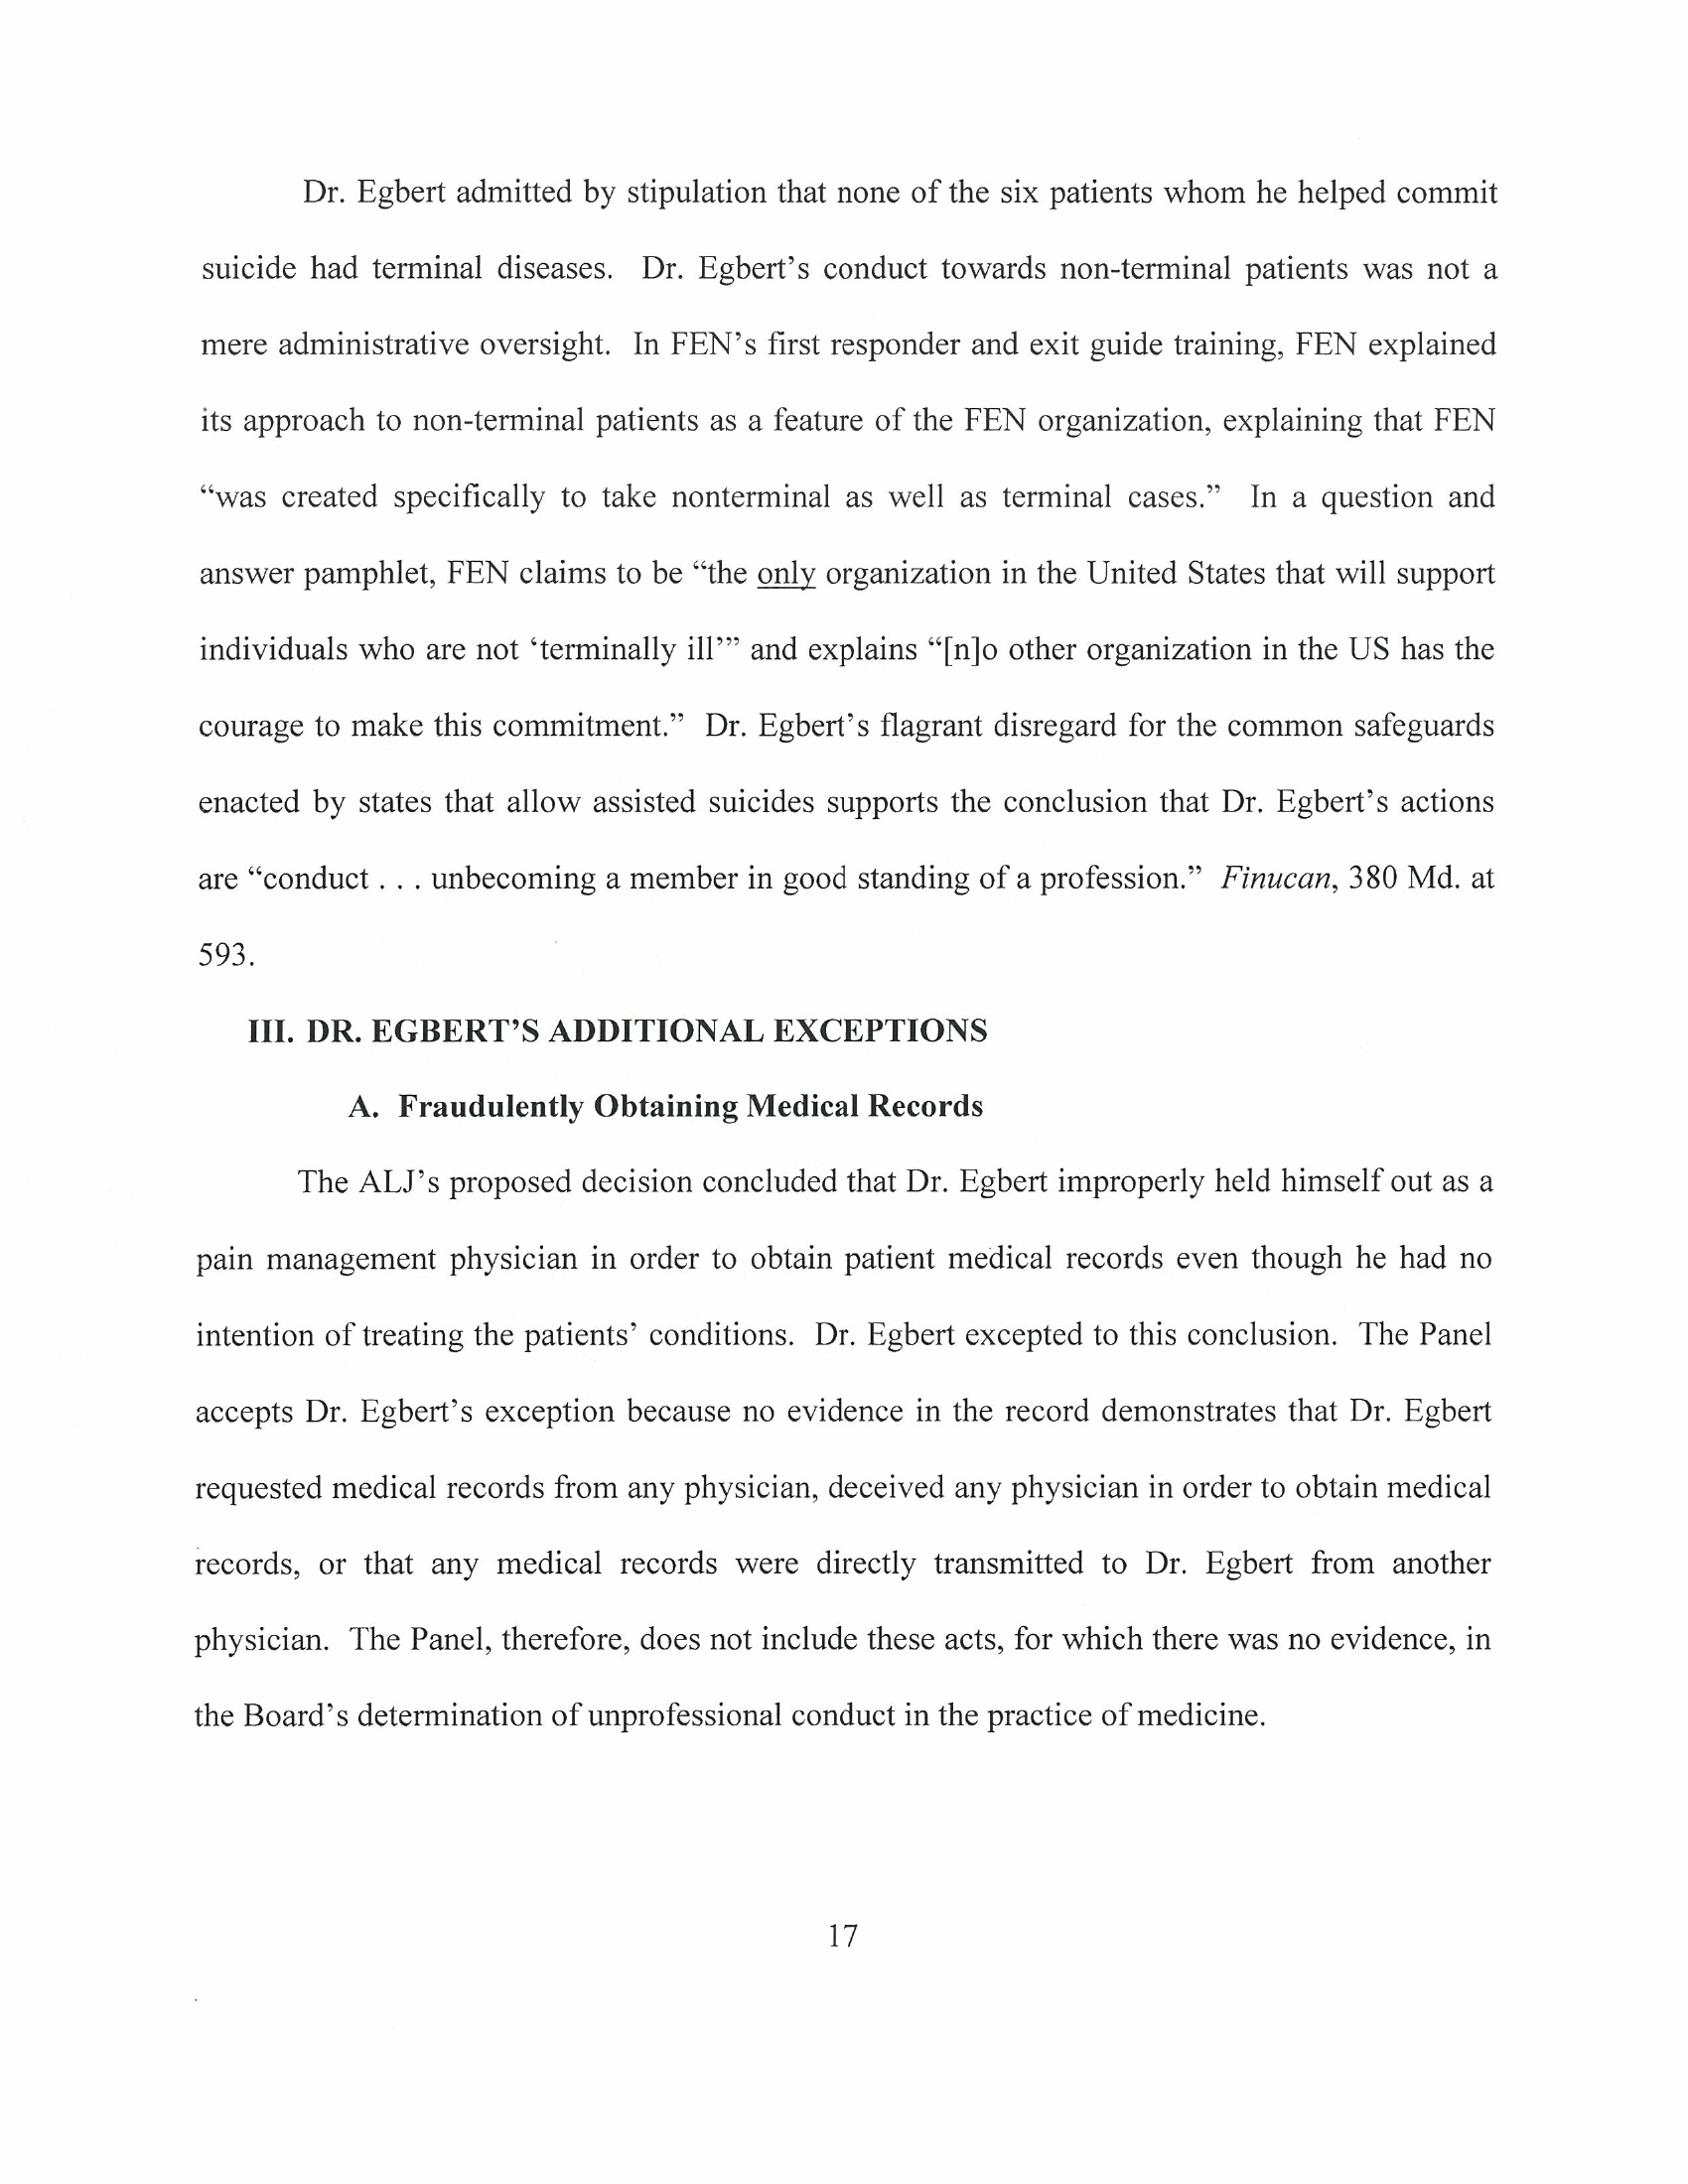 Dr. Egbert admitted by stipulation that none of the six patients whom he helped commit
suicide had terminal diseases. Dr. Egbert’s conduct towards non-terminal patients was not a
mere administrative oversight. In FEN’s first responder and exit guide training, FEN explained
its approach to non-terminal patients as a feature of the FEN organization, explaining that FEN
“was created specifically to take nonterminal as well as terminal cases.” In a question and
answer pamphlet, FEN claims to be “the only organization in the United States that will support
individuals who are not ‘terminally ill’” and explains “[n]o other organization in the US has the
courage to make this commitment.” Dr. Egbert’s flagrant disregard for the common safeguards
enacted by states that allow assisted suicides supports the conclusion that Dr. Egbert’s actions
are “conduct . . . unbecoming a member in good standing of a profession.” Finucan, 380 Md. at
593.
III. DR. EGBERT’S ADDITIONAL EXCEPTIONS
A. Fraudulently Obtaining Medical Records
The ALJ’s proposed decision concluded that Dr. Egbert improperly held himself out as a
pain management physician in order to obtain patient medical records even though he had no
intention of treating the patients’ conditions. Dr. Egbert excepted to this conclusion. The Panel
accepts Dr. Egbert’s exception because no evidence in the record demonstrates that Dr. Egbert
requested medical records from any physician, deceived any physician in order to obtain medical
records, or that any medical records were directly transmitted to Dr. Egbert from another
physician. The Panel, therefore, does not include these acts, for which there was no evidence, in
the Board’s determination of unprofessional conduct in the practice of medicine.
17